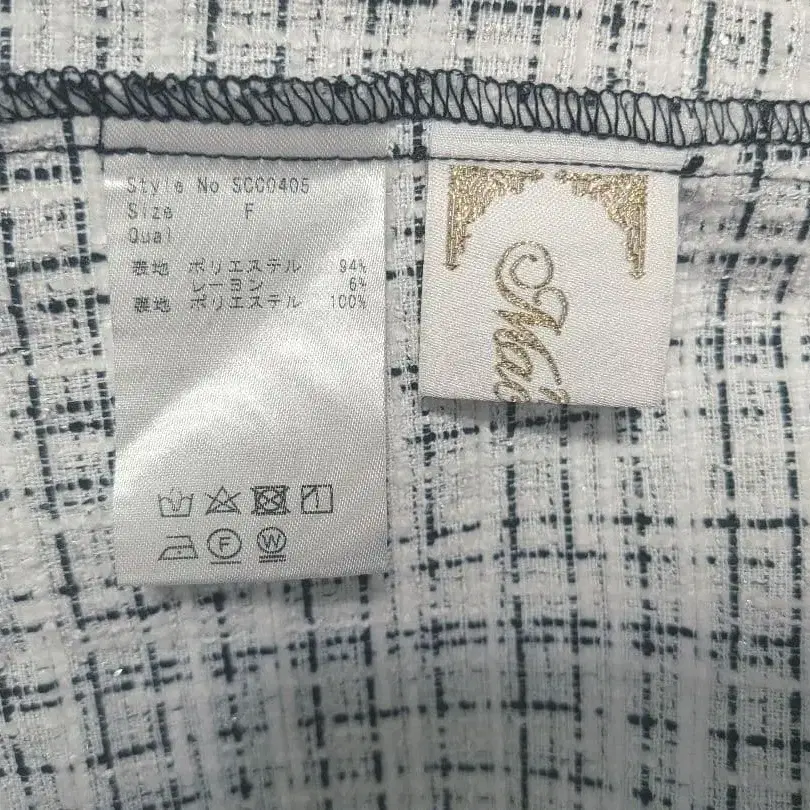 Style No SCC0405
Size F
Qual
表地 ポリエステル 94%
レーヨン 6%
裏地 ポリエステル 100%
F W